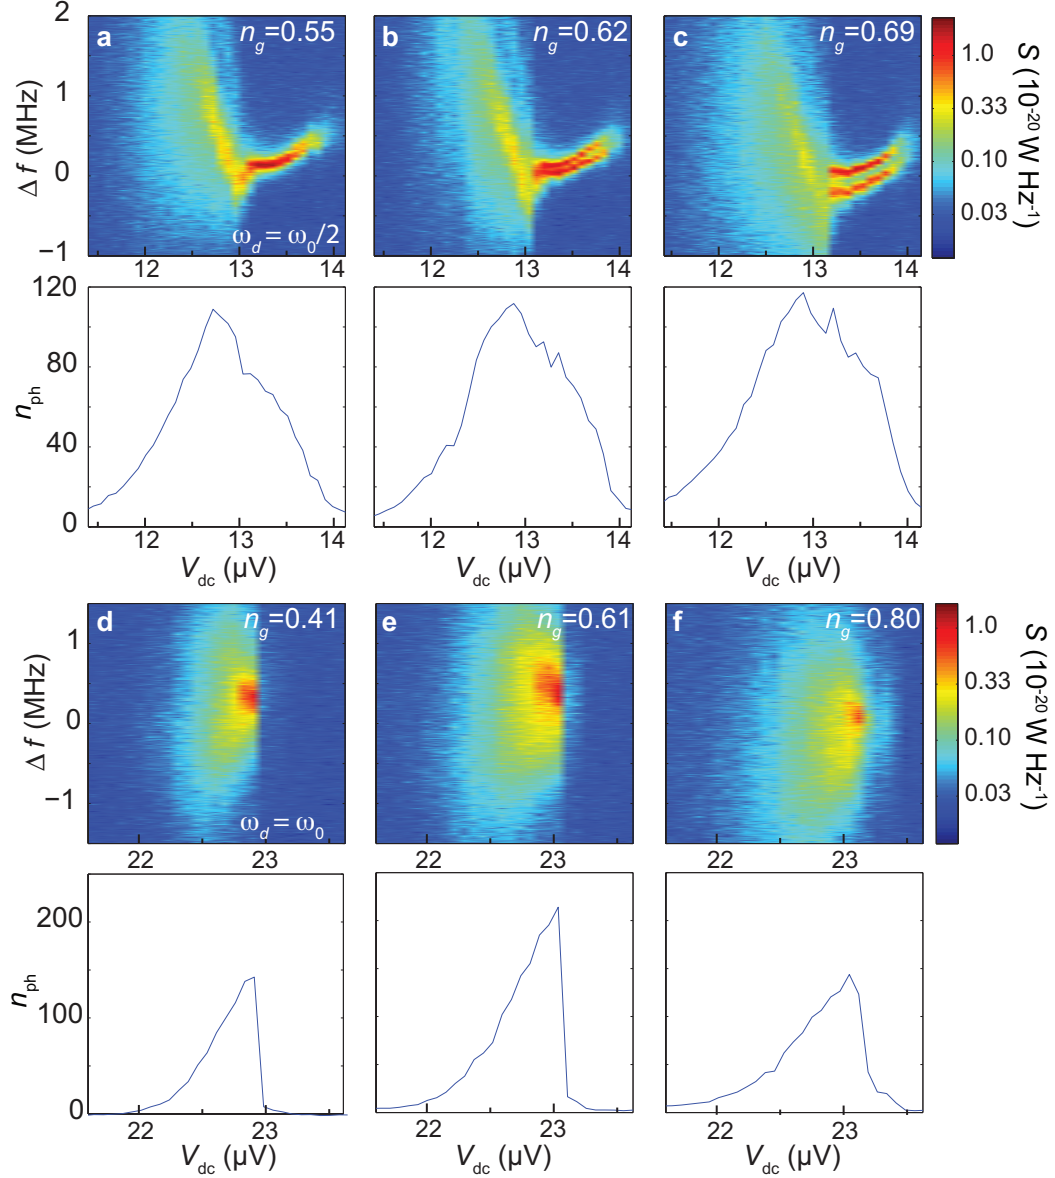 a n_g=0.55
b n_g=0.62
c n_g=0.69
2
1
0
−1
Δ f (MHz)
ω_d = ω_0/2
12 13 14
12 13 14
12 13 14
1.0
0.33
0.10
0.03
S (10^-20 W Hz^-1)
120
80
40
0
n_ph
12 13 14
12 13 14
12 13 14
V_dc (µV)
V_dc (µV)
V_dc (µV)
d n_g=0.41
e n_g=0.61
f n_g=0.80
1
0
−1
Δ f (MHz)
ω_d = ω_0
22 23
22 23
22 23
1.0
0.33
0.10
0.03
S (10^-20 W Hz^-1)
200
100
0
n_ph
22 23
22 23
22 23
V_dc (µV)
V_dc (µV)
V_dc (µV)